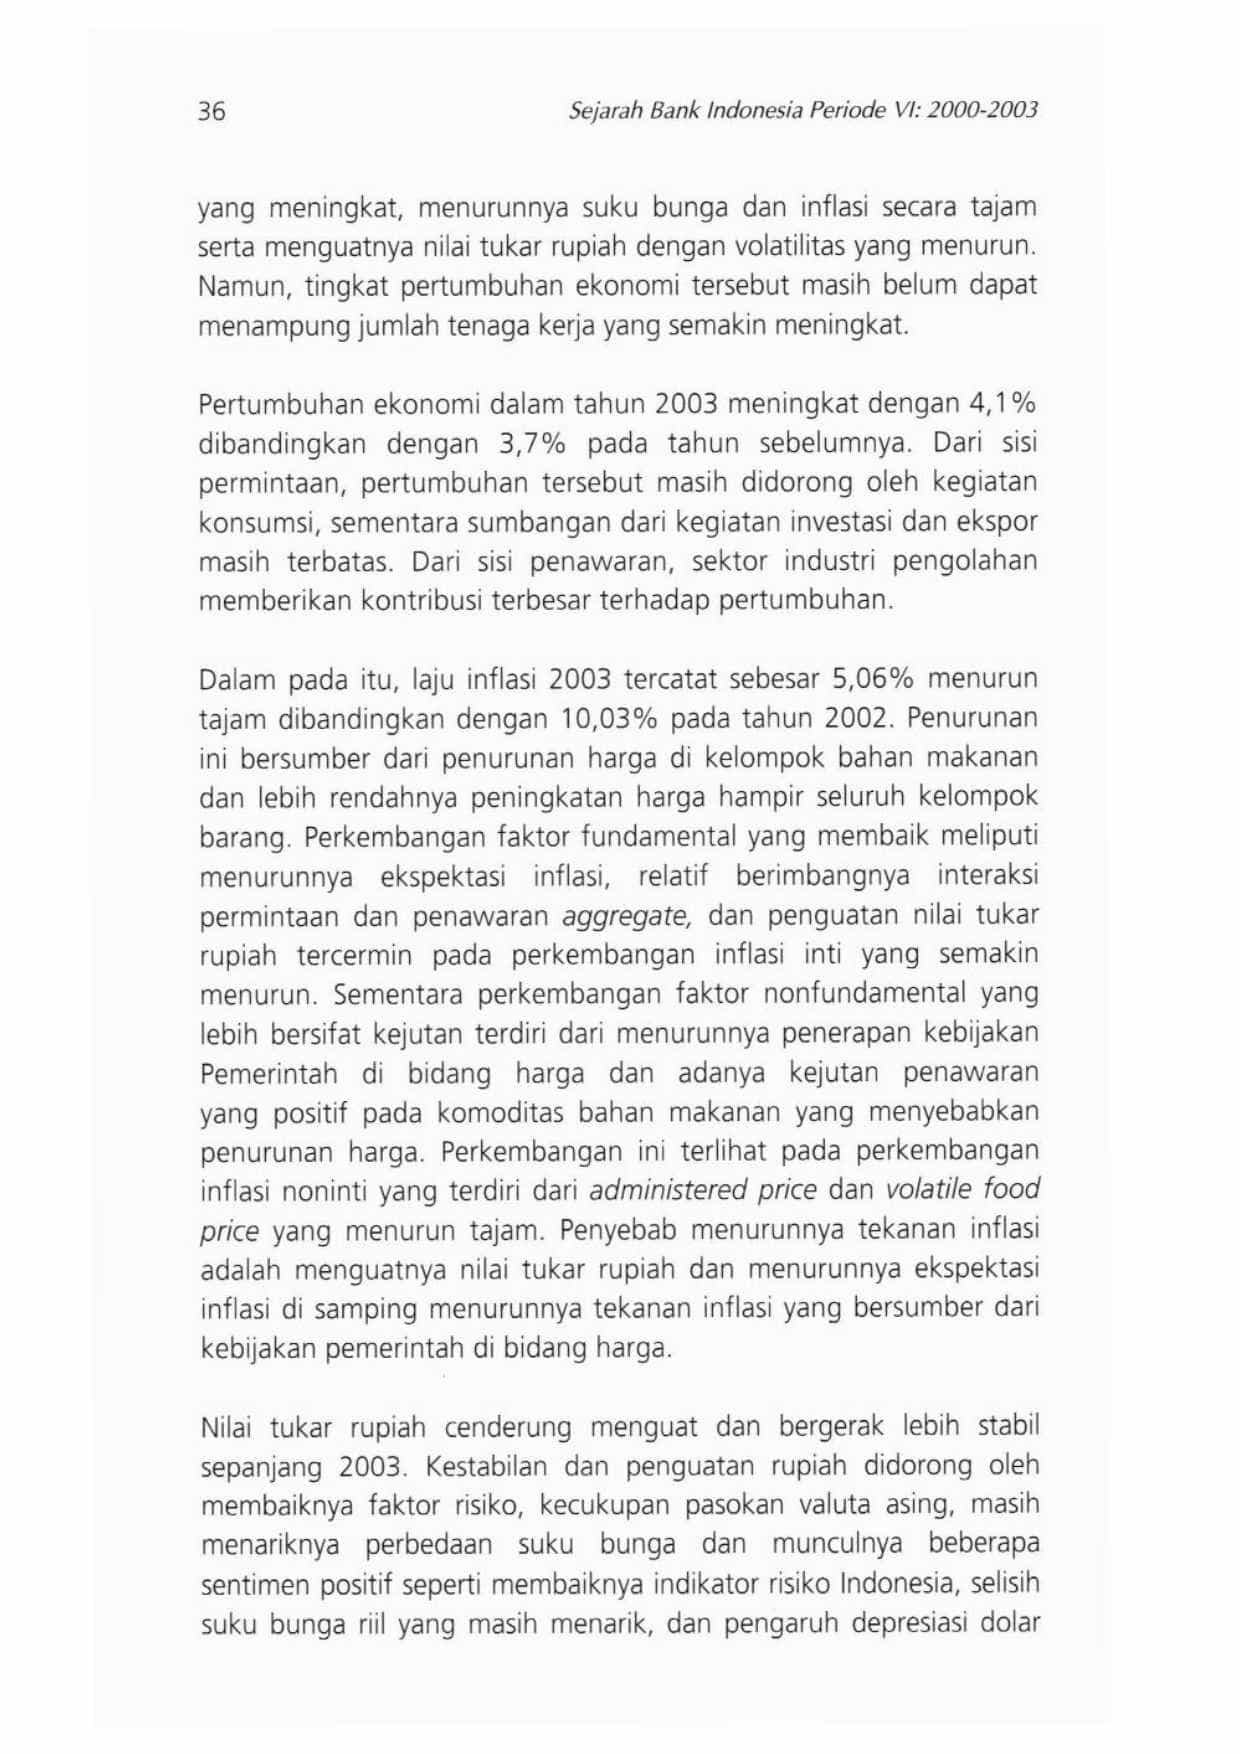 36 Sejarah Bank Indonesia Periode VI: 2000-2003
yang meningkat, menurunnya suku bunga dan inflasi secara tajam
serta menguatnya nilai tukar rupiah dengan volatilitas yang menurun.
Namun, tingkat pertumbuhan ekonomi tersebut masih belum dapat
menampung jumlah tenaga kerja yang semakin meningkat.
Pertumbuhan ekonomi dalam tahun 2003 meningkat dengan 4,1%
dibandingkan dengan 3,7% pada tahun sebelumnya. Dari sisi
permintaan, pertumbuhan tersebut masih didorong oleh kegiatan
konsumsi, sementara sumbangan dari kegiatan investasi dan ekspor
masih terbatas. Dari sisi penawaran, sektor industri pengolahan
memberikan kontribusi terbesar terhadap pertumbuhan.
Dalam pada itu, laju inflasi 2003 tercatat sebesar 5,06% menurun
tajam dibandingkan dengan 10,03% pada tahun 2002. Penurunan
ini bersumber dari penurunan harga di kelompok bahan makanan
dan lebih rendahnya peningkatan harga hampir seluruh kelompok
barang. Perkembangan faktor fundamental yang membaik meliputi
menurunnya ekspektasi inflasi, relatif berimbangnya interaksi
permintaan dan penawaran aggregate, dan penguatan nilai tukar
rupiah tercermin pada perkembangan inflasi inti yang semakin
menurun. Sementara perkembangan faktor nonfundamental yang
lebih bersifat kejutan terdiri dari menurunnya penerapan kebijakan
Pemerintah di bidang harga dan adanya kejutan penawaran
yang positif pada komoditas bahan makanan yang menyebabkan
penurunan harga. Perkembangan ini terlihat pada perkembangan
inflasi noninti yang terdiri dari administered price dan volatile food
price yang menurun tajam. Penyebab menurunnya tekanan inflasi
adalah menguatnya nilai tukar rupiah dan menurunnya ekspektasi
inflasi di samping menurunnya tekanan inflasi yang bersumber dari
kebijakan pemerintah di bidang harga.
Nilai tukar rupiah cenderung menguat dan bergerak lebih stabil
sepanjang 2003. Kestabilan dan penguatan rupiah didorong oleh
membaiknya faktor risiko, kecukupan pasokan valuta asing, masih
menariknya perbedaan suku bunga dan munculnya beberapa
sentimen positif seperti membaiknya indikator risiko Indonesia, selisih
suku bunga riil yang masih menarik, dan pengaruh depresiasi dolar